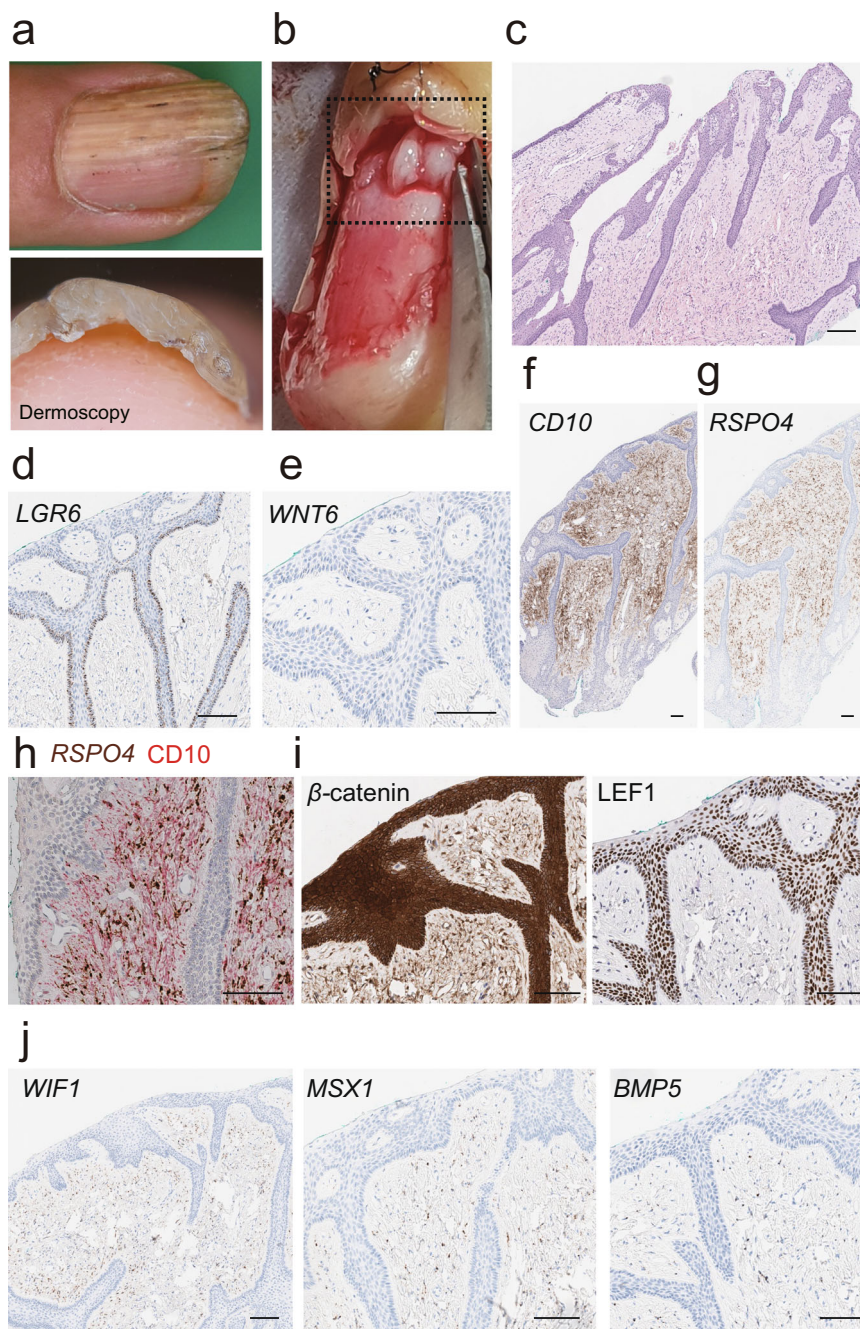 a
b
c
Dermoscopy
f
g
CD10
RSPO4
d
e
LGR6
WNT6
h RSPO4 CD10
i
β-catenin
LEF1
j
WIF1
MSX1
BMP5